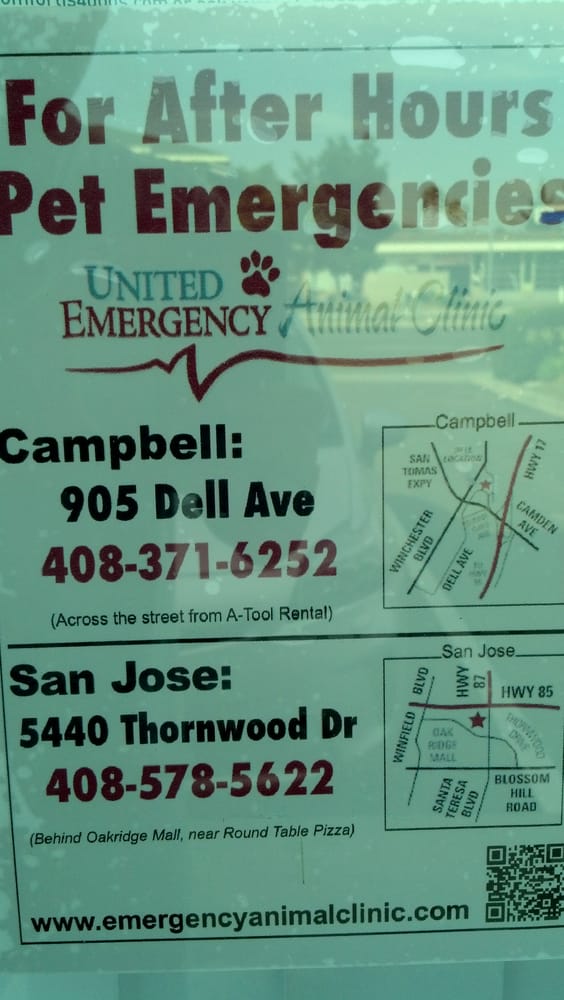 For After Hours
Pet Emergencies
UNITED
EMERGENCY Animal Clinic
Campbell:
905 Dell Ave
408-371-6252
(Across the street from A-Tool Rental)
Campbell
SAN
TOMAS
EXPY
LOCATION
HWY 17
WINCHESTER
BLVD
DELL AVE
CAMDEN
AVE
San Jose:
5440 Thornwood Dr
408-578-5622
(Behind Oakridge Mall, near Round Table Pizza)
San Jose
WINFIELD BLVD
HWY
87
HWY 85
OAK
RIDGE
MALL
THORNWOOD
DRIVE
SANTA
TERESA
BLVD
BLOSSOM
HILL
ROAD
www.emergencyanimalclinic.com